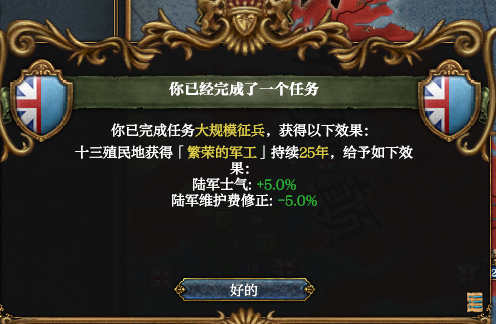 你已经完成了一个任务
你已完成任务大规模征兵，获得以下效果：
十三殖民地获得「繁荣的军工」持续25年，给予如下效
果：
陆军士气: +5.0%
陆军维护费修正: -5.0%
好的